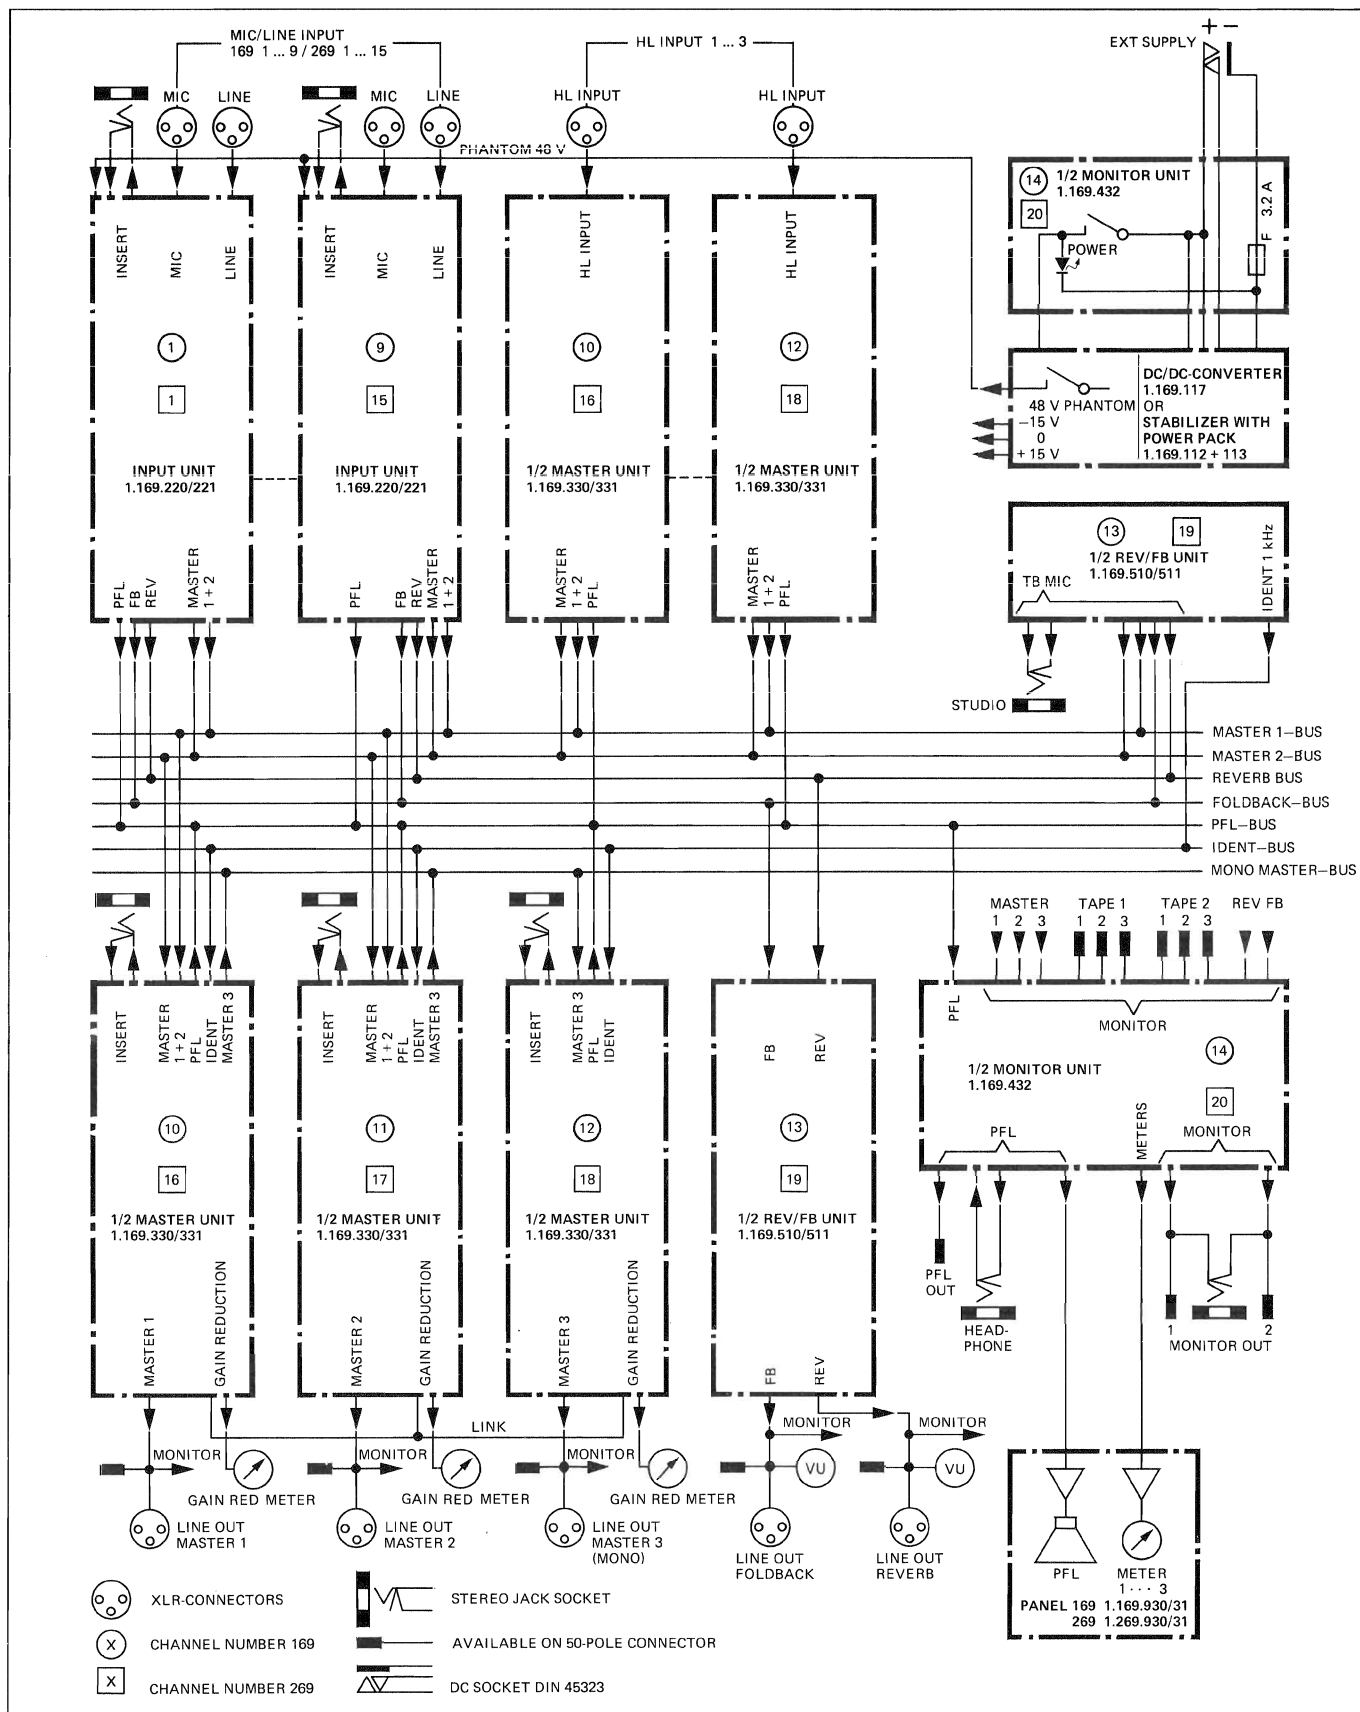 MIC/LINE INPUT
169 1 ... 9 / 269 1 ... 15
HL INPUT 1 ... 3
+ −
EXT SUPPLY
MIC
LINE
MIC
LINE
HL INPUT
HL INPUT
PHANTOM 48 V
INSERT
MIC
LINE
1
1
INPUT UNIT
1.169.220/221
PFL
FB
REV
MASTER
1 + 2
INSERT
MIC
LINE
9
15
INPUT UNIT
1.169.220/221
PFL
FB
REV
MASTER
1 + 2
HL INPUT
10
16
1/2 MASTER UNIT
1.169.330/331
MASTER
1 + 2
PFL
HL INPUT
12
18
1/2 MASTER UNIT
1.169.330/331
MASTER
1 + 2
PFL
14
1/2 MONITOR UNIT
1.169.432
20
POWER
F 3.2 A
DC/DC-CONVERTER
1.169.117
48 V PHANTOM
OR
−15 V
STABILIZER WITH
0
POWER PACK
+ 15 V
1.169.112 + 113
13
19
1/2 REV/FB UNIT
1.169.510/511
TB MIC
IDENT 1 kHz
STUDIO
MASTER 1–BUS
MASTER 2–BUS
REVERB BUS
FOLDBACK–BUS
PFL–BUS
IDENT–BUS
MONO MASTER–BUS
INSERT
MASTER
1 + 2
PFL
IDENT
MASTER 3
10
16
1/2 MASTER UNIT
1.169.330/331
MASTER 1
GAIN REDUCTION
INSERT
MASTER
1 + 2
PFL
IDENT
MASTER 3
11
17
1/2 MASTER UNIT
1.169.330/331
MASTER 2
GAIN REDUCTION
INSERT
MASTER 3
PFL
IDENT
12
18
1/2 MASTER UNIT
1.169.330/331
MASTER 3
GAIN REDUCTION
FB
REV
13
19
1/2 REV/FB UNIT
1.169.510/511
FB
REV
MASTER
1 2 3
TAPE 1
1 2 3
TAPE 2
1 2 3
REV FB
PFL
MONITOR
14
1/2 MONITOR UNIT
1.169.432
20
PFL
METERS
MONITOR
PFL
OUT
HEAD-
PHONE
1
2
MONITOR OUT
LINK
MONITOR
GAIN RED METER
LINE OUT
MASTER 1
MONITOR
GAIN RED METER
LINE OUT
MASTER 2
MONITOR
GAIN RED METER
LINE OUT
MASTER 3
(MONO)
MONITOR
VU
LINE OUT
FOLDBACK
MONITOR
VU
LINE OUT
REVERB
PFL
METER
1 ··· 3
PANEL 169 1.169.930/31
269 1.269.930/31
XLR-CONNECTORS
STEREO JACK SOCKET
X
CHANNEL NUMBER 169
AVAILABLE ON 50-POLE CONNECTOR
X
CHANNEL NUMBER 269
DC SOCKET DIN 45323